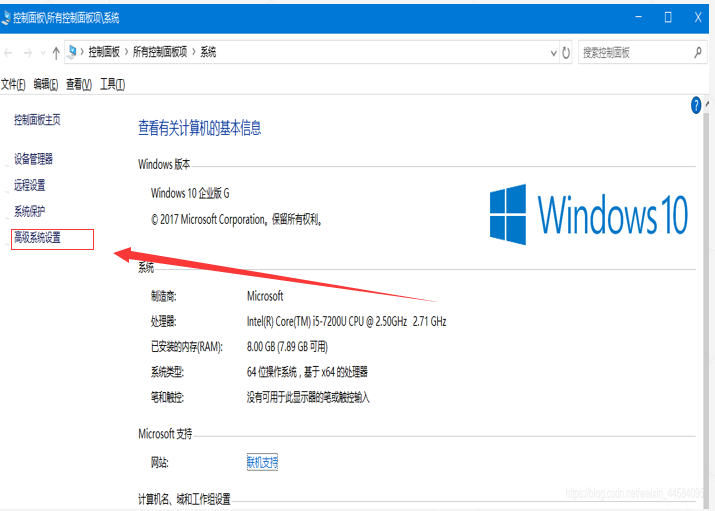 控制面板\所有控制面板项\系统
控制面板 > 所有控制面板项 > 系统
搜索控制面板
文件(F) 编辑(E) 查看(V) 工具(T)
控制面板主页
设备管理器
远程设置
系统保护
高级系统设置
查看有关计算机的基本信息
Windows 版本
Windows 10 企业版 G
© 2017 Microsoft Corporation。保留所有权利。
Windows 10
系统
制造商: Microsoft
处理器: Intel(R) Core(TM) i5-7200U CPU @ 2.50GHz 2.71 GHz
已安装的内存(RAM): 8.00 GB (7.89 GB 可用)
系统类型: 64 位操作系统，基于 x64 的处理器
笔和触控: 没有可用于此显示器的笔或触控输入
Microsoft 支持
网站: 联机支持
计算机名、域和工作组设置